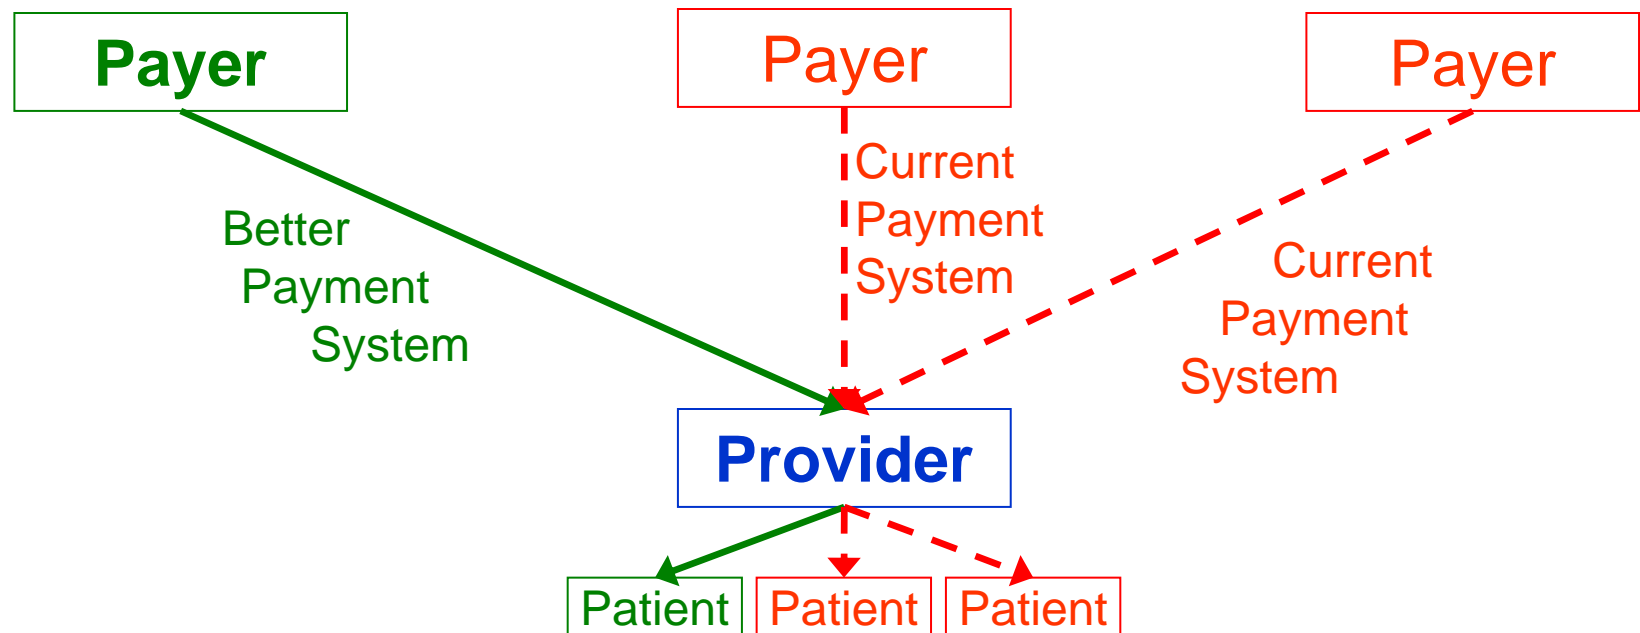 Payer
Payer
Payer
Better
Payment
System
Current
Payment
System
Current
Payment
System
Provider
Patient
Patient
Patient